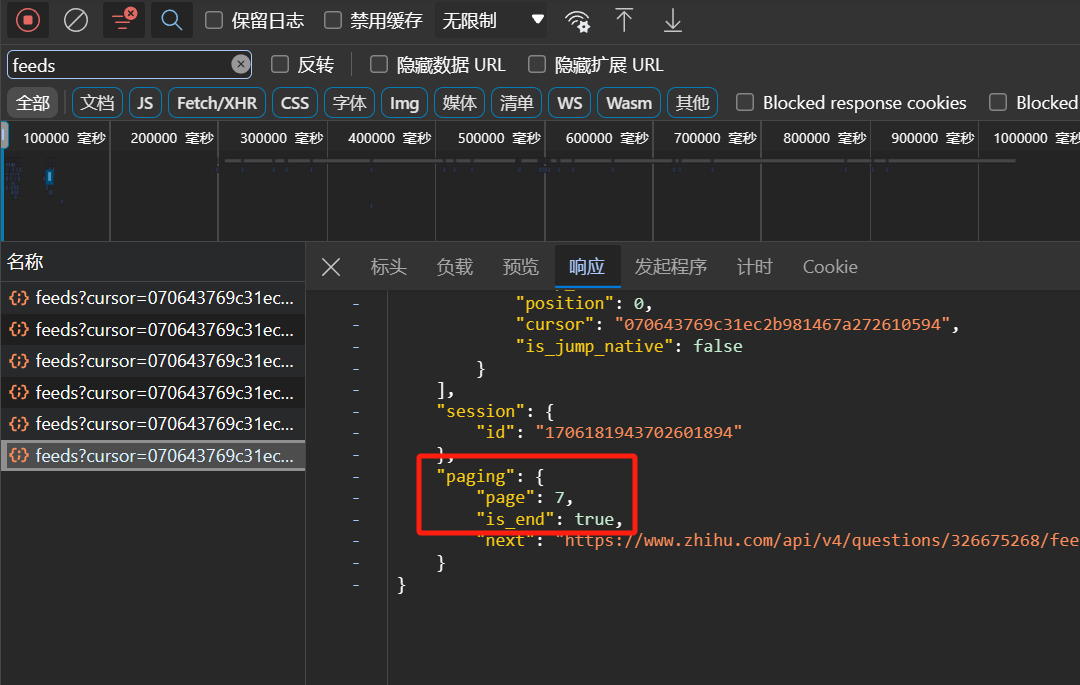 保留日志 禁用缓存 无限制
feeds 反转 隐藏数据 URL 隐藏扩展 URL
全部 文档 JS Fetch/XHR CSS 字体 Img 媒体 清单 WS Wasm 其他 Blocked response cookies Blocked
100000 毫秒 200000 毫秒 300000 毫秒 400000 毫秒 500000 毫秒 600000 毫秒 700000 毫秒 800000 毫秒 900000 毫秒 1000000 毫秒
名称
标头 负载 预览 响应 发起程序 计时 Cookie
feeds?cursor=070643769c31ec...
feeds?cursor=070643769c31ec...
feeds?cursor=070643769c31ec...
feeds?cursor=070643769c31ec...
feeds?cursor=070643769c31ec...
feeds?cursor=070643769c31ec...
- "position": 0,
- "cursor": "070643769c31ec2b981467a272610594",
- "is_jump_native": false
- }
- ],
- "session": {
- "id": "1706181943702601894"
- },
- "paging": {
- "page": 7,
- "is_end": true,
- "next": "https://www.zhihu.com/api/v4/questions/326675268/fee
- }
- }